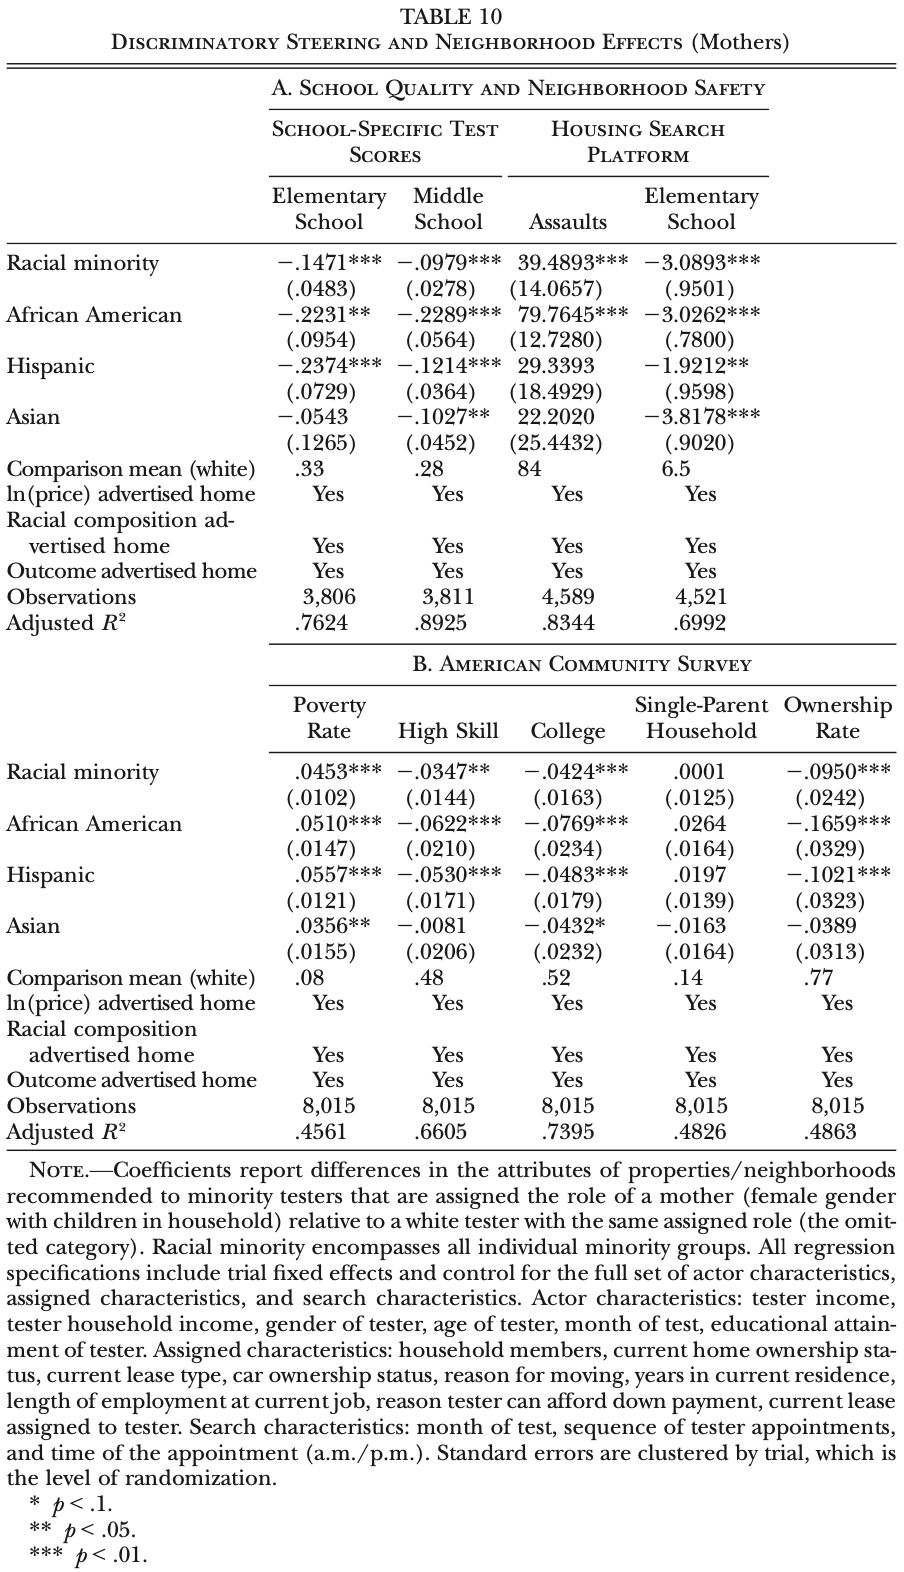 TABLE 10
Discriminatory Steering and Neighborhood Effects (Mothers)
A. School Quality and Neighborhood Safety
School-Specific Test Scores Housing Search Platform
Elementary School Middle School Assaults Elementary School
Racial minority −.1471*** −.0979*** 39.4893*** −3.0893***
(.0483) (.0278) (14.0657) (.9501)
African American −.2231** −.2289*** 79.7645*** −3.0262***
(.0954) (.0564) (12.7280) (.7800)
Hispanic −.2374*** −.1214*** 29.3393 −1.9212**
(.0729) (.0364) (18.4929) (.9598)
Asian −.0543 −.1027** 22.2020 −3.8178***
(.1265) (.0452) (25.4432) (.9020)
Comparison mean (white) .33 .28 84 6.5
ln(price) advertised home Yes Yes Yes Yes
Racial composition ad-
vertised home Yes Yes Yes Yes
Outcome advertised home Yes Yes Yes Yes
Observations 3,806 3,811 4,589 4,521
Adjusted R² .7624 .8925 .8344 .6992
B. American Community Survey
Poverty Rate High Skill College Single-Parent Household Ownership Rate
Racial minority .0453*** −.0347** −.0424*** .0001 −.0950***
(.0102) (.0144) (.0163) (.0125) (.0242)
African American .0510*** −.0622*** −.0769*** .0264 −.1659***
(.0147) (.0210) (.0234) (.0164) (.0329)
Hispanic .0557*** −.0530*** −.0483*** .0197 −.1021***
(.0121) (.0171) (.0179) (.0139) (.0323)
Asian .0356** −.0081 −.0432* −.0163 −.0389
(.0155) (.0206) (.0232) (.0164) (.0313)
Comparison mean (white) .08 .48 .52 .14 .77
ln(price) advertised home Yes Yes Yes Yes Yes
Racial composition
advertised home Yes Yes Yes Yes Yes
Outcome advertised home Yes Yes Yes Yes Yes
Observations 8,015 8,015 8,015 8,015 8,015
Adjusted R² .4561 .6605 .7395 .4826 .4863
Note.—Coefficients report differences in the attributes of properties/neighborhoods
recommended to minority testers that are assigned the role of a mother (female gender
with children in household) relative to a white tester with the same assigned role (the omit-
ted category). Racial minority encompasses all individual minority groups. All regression
specifications include trial fixed effects and control for the full set of actor characteristics,
assigned characteristics, and search characteristics. Actor characteristics: tester income,
tester household income, gender of tester, age of tester, month of test, educational attain-
ment of tester. Assigned characteristics: household members, current home ownership sta-
tus, current lease type, car ownership status, reason for moving, years in current residence,
length of employment at current job, reason tester can afford down payment, current lease
assigned to tester. Search characteristics: month of test, sequence of tester appointments,
and time of the appointment (a.m./p.m.). Standard errors are clustered by trial, which is
the level of randomization.
* p < .1.
** p < .05.
*** p < .01.